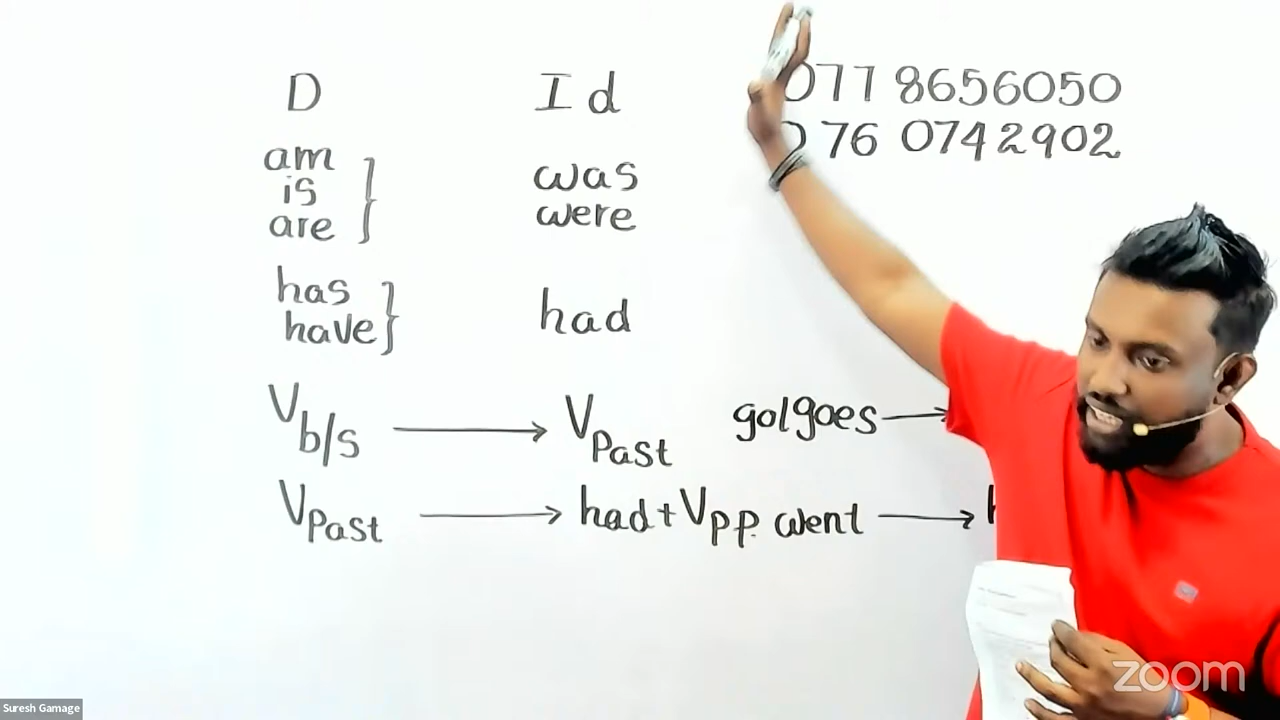 D Id 077 8656050
076 0742902
am
is
are
was
were
has
have
had
Vb/s → VPast go/goes →
VPast → had+Vp.p. went →
zoom
Suresh Gamage